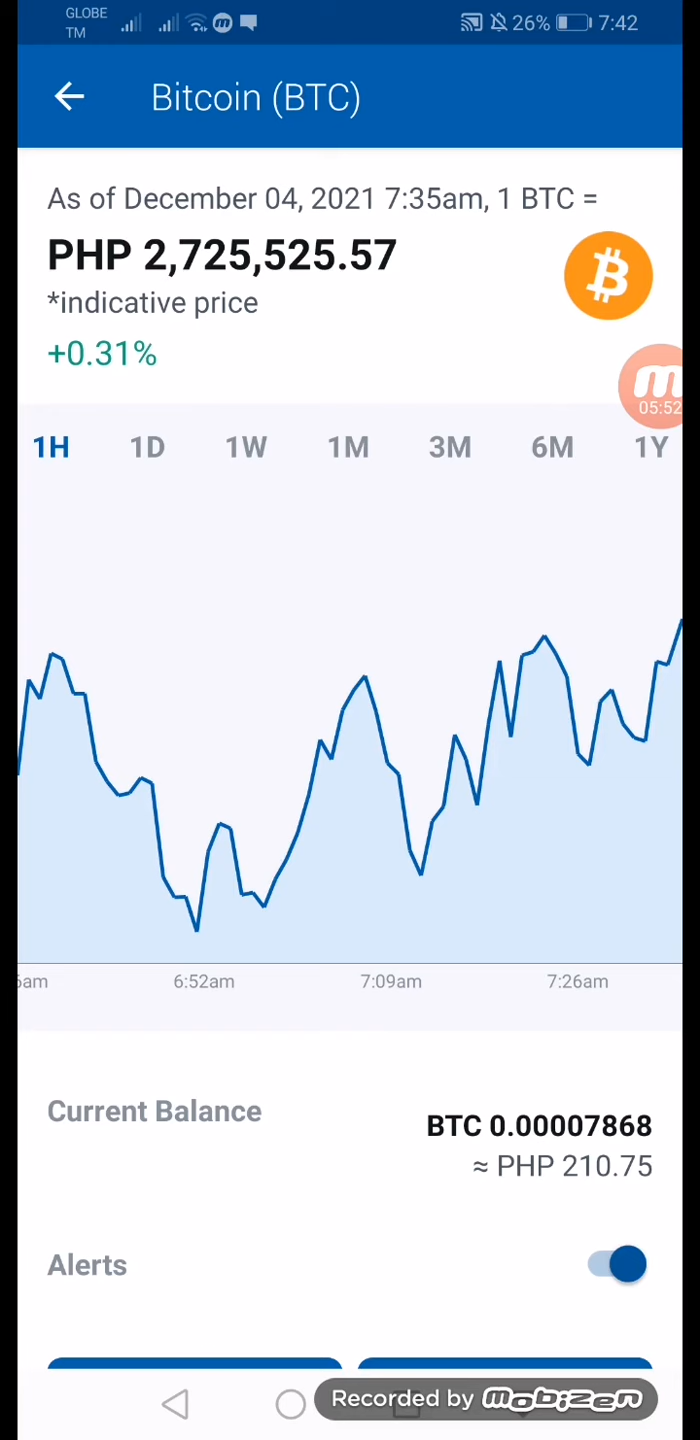 GLOBE
TM
26% 7:42
Bitcoin (BTC)
As of December 04, 2021 7:35am, 1 BTC =
PHP 2,725,525.57
*indicative price
+0.31%
05:52
1H 1D 1W 1M 3M 6M 1Y
6am 6:52am 7:09am 7:26am
Current Balance
BTC 0.00007868
≈ PHP 210.75
Alerts
Recorded by mobizen